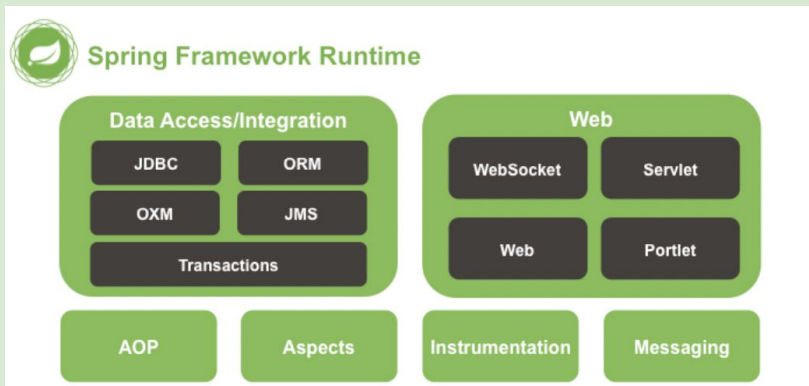 Spring Framework Runtime
Data Access/Integration
JDBC
ORM
OXM
JMS
Transactions
Web
WebSocket
Servlet
Web
Portlet
AOP
Aspects
Instrumentation
Messaging